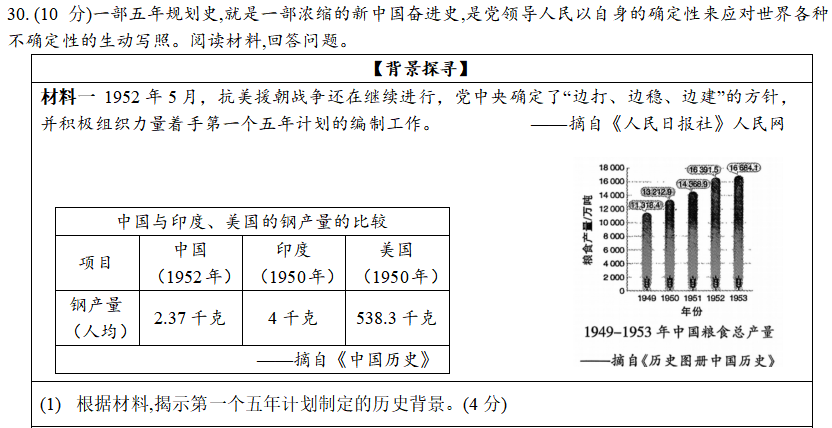 30. (10 分)一部五年规划史,就是一部浓缩的新中国奋进史,是党领导人民以自身的确定性来应对世界各种
不确定性的生动写照。阅读材料,回答问题。
【背景探寻】
材料一 1952 年 5 月，抗美援朝战争还在继续进行，党中央确定了“边打、边稳、边建”的方针，
并积极组织力量着手第一个五年计划的编制工作。 ——摘自《人民日报社》人民网
中国与印度、美国的钢产量的比较
项目 中国（1952 年） 印度（1950 年） 美国（1950 年）
钢产量（人均） 2.37 千克 4 千克 538.3 千克
——摘自《中国历史》
粮食产量/万吨
18 000
16 000
14 000
12 000
10 000
8 000
6 000
4 000
2 000
0
11,318.4
13 212.9
14 368.9
16 391.5
16 684.1
1949 1950 1951 1952 1953
年份
1949–1953 年中国粮食总产量
——摘自《历史图册中国历史》
(1) 根据材料,揭示第一个五年计划制定的历史背景。(4 分)